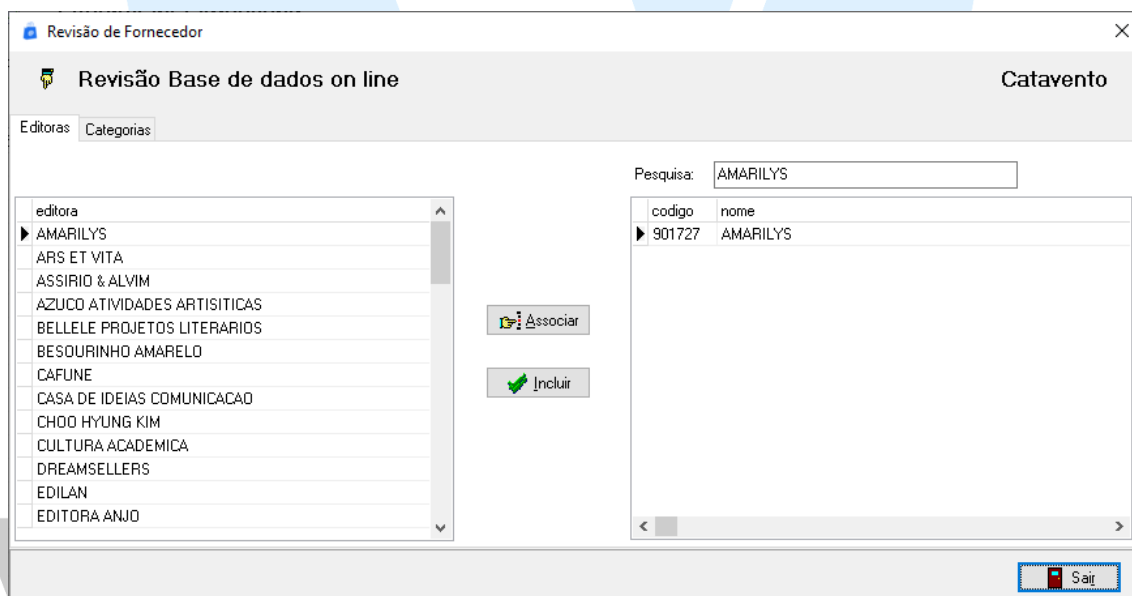 Revisão de Fornecedor
Revisão Base de dados on line Catavento
Editoras Categorias
Pesquisa: AMARILYS
editora
AMARILYS
ARS ET VITA
ASSIRIO & ALVIM
AZUCO ATIVIDADES ARTISITICAS
BELLELE PROJETOS LITERARIOS
BESOURINHO AMARELO
CAFUNE
CASA DE IDEIAS COMUNICACAO
CHOO HYUNG KIM
CULTURA ACADEMICA
DREAMSELLERS
EDILAN
EDITORA ANJO
Associar
Incluir
codigo nome
901727 AMARILYS
Sair